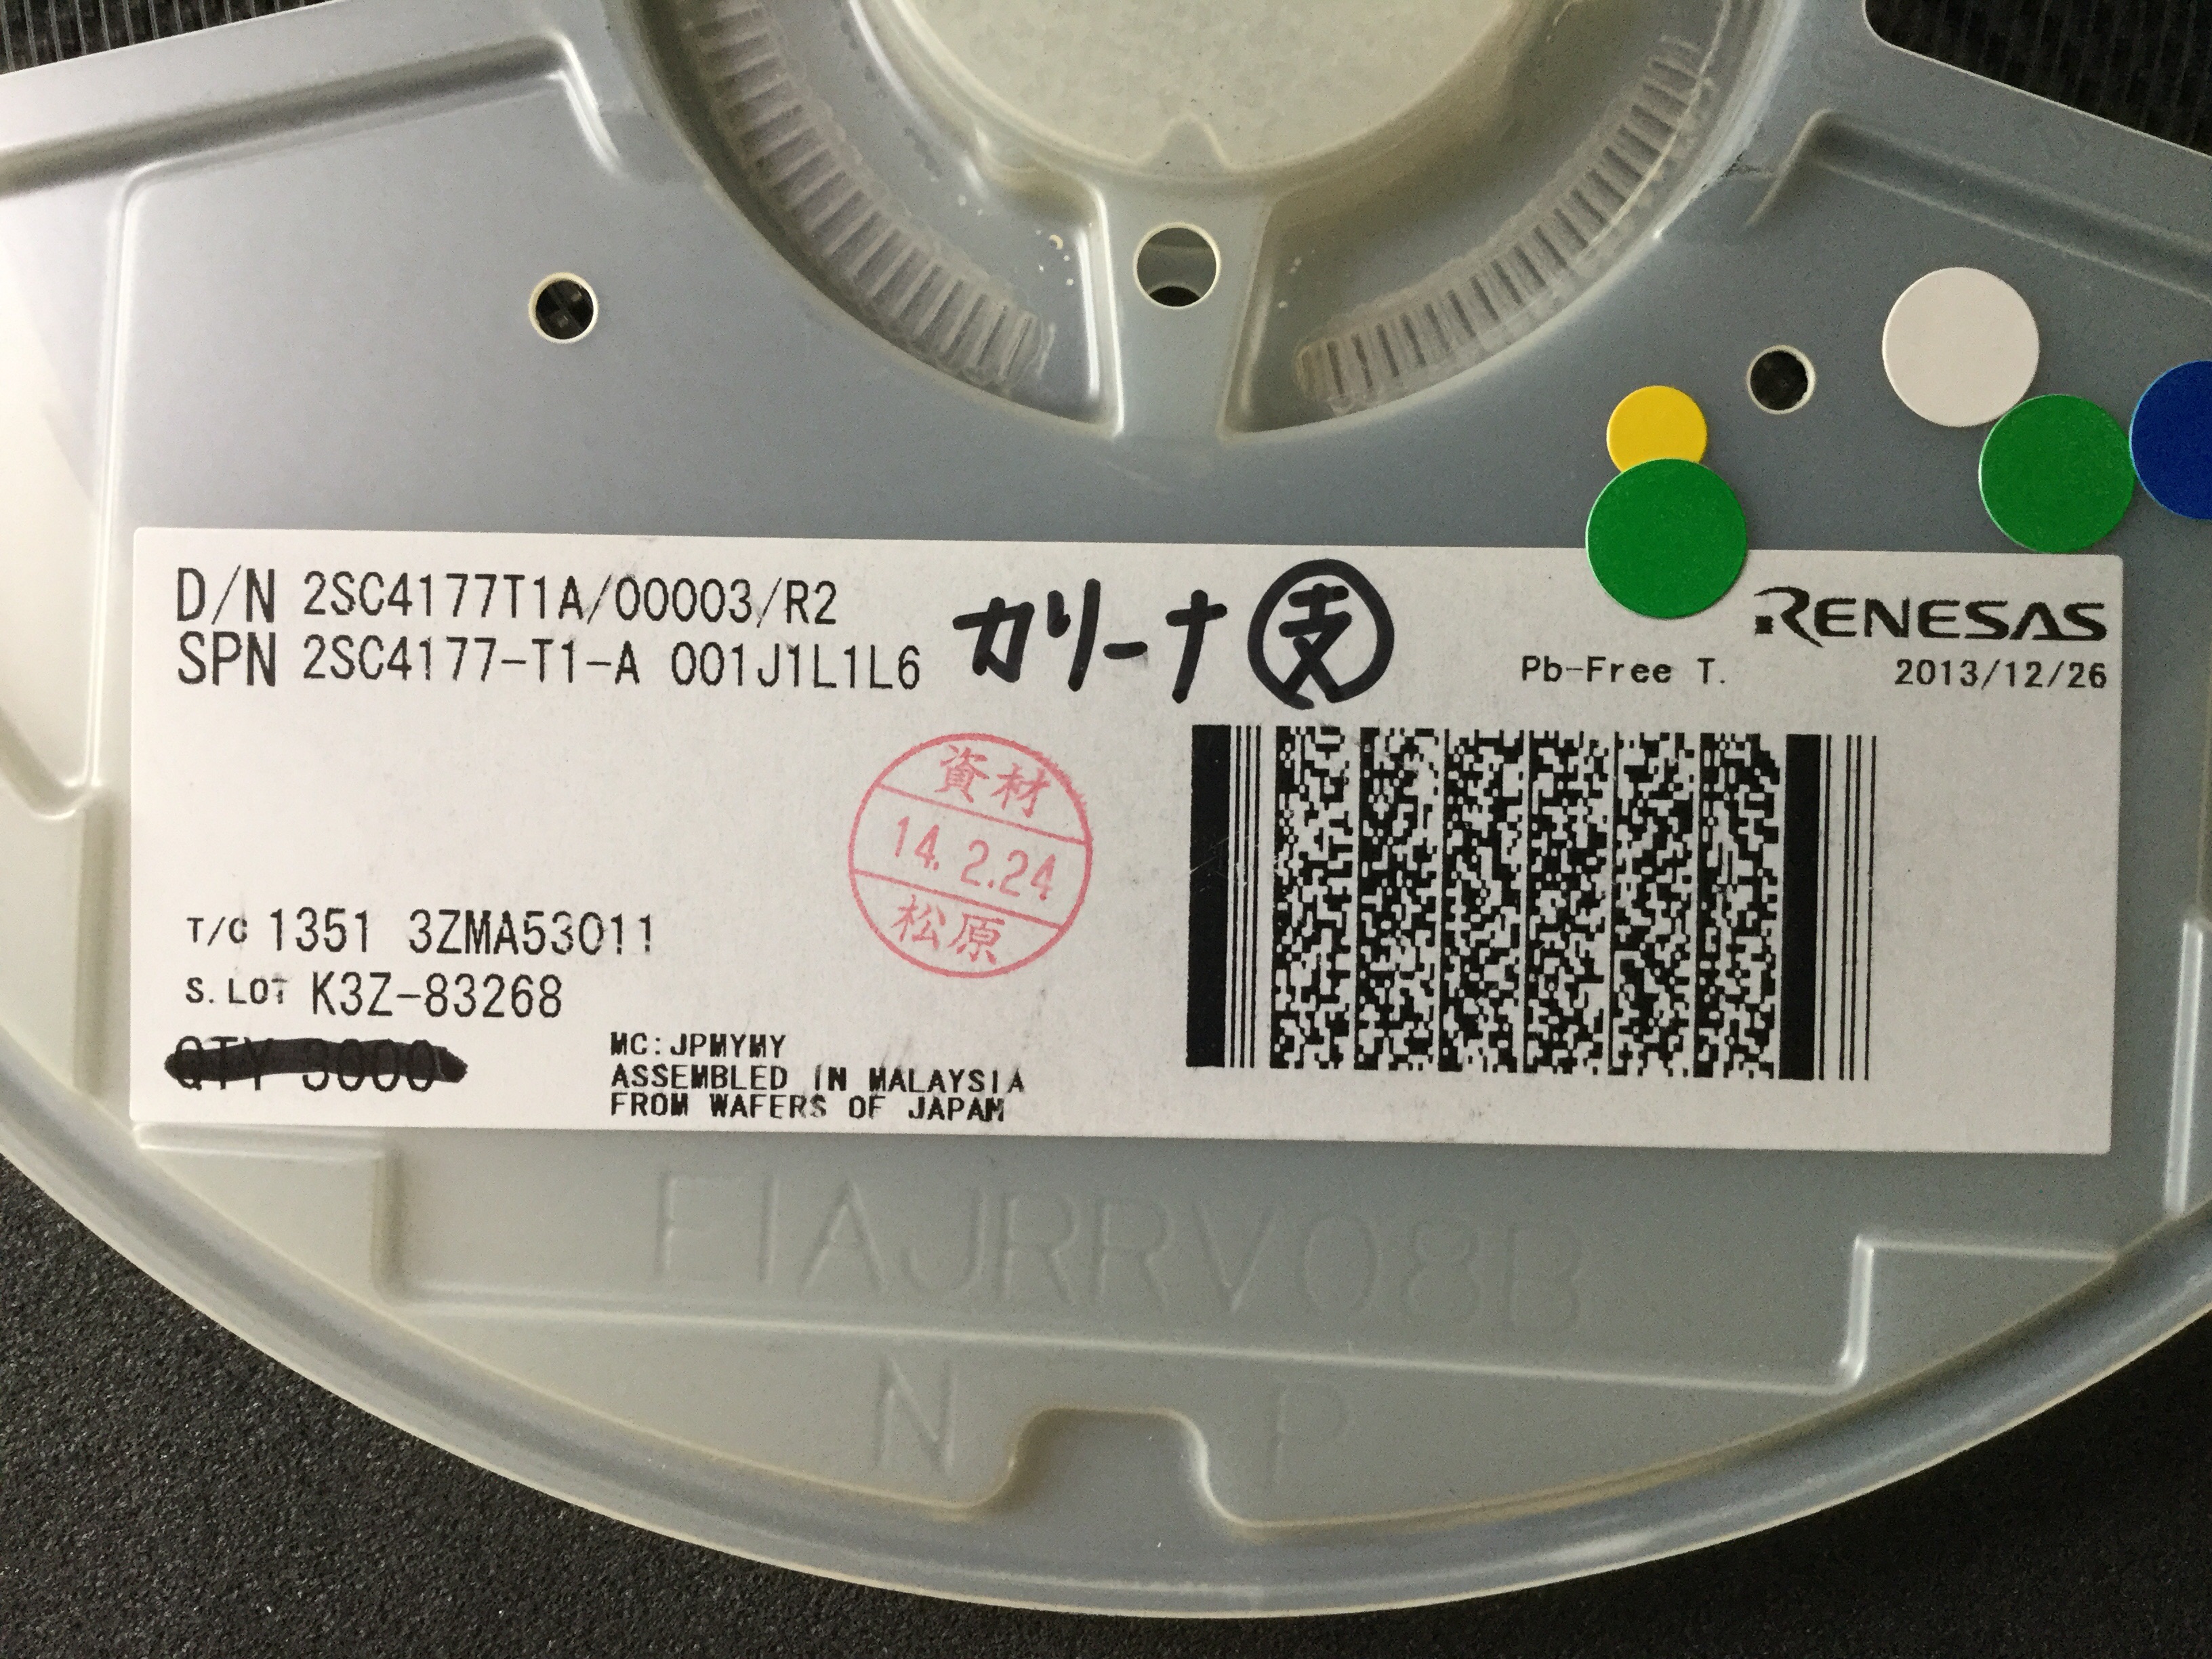 D/N 2SC4177T1A/00003/R2
SPN 2SC4177-T1-A 001J1L1L6
カリーナ 支
RENESAS
Pb-Free T.
2013/12/26
資材
14.2.24
松原
T/C 1351 3ZMA53011
S.LOT K3Z-83268
QTY 3000
MC:JPMYMY
ASSEMBLED IN MALAYSIA
FROM WAFERS OF JAPAN
EIAJRRV08B
N P